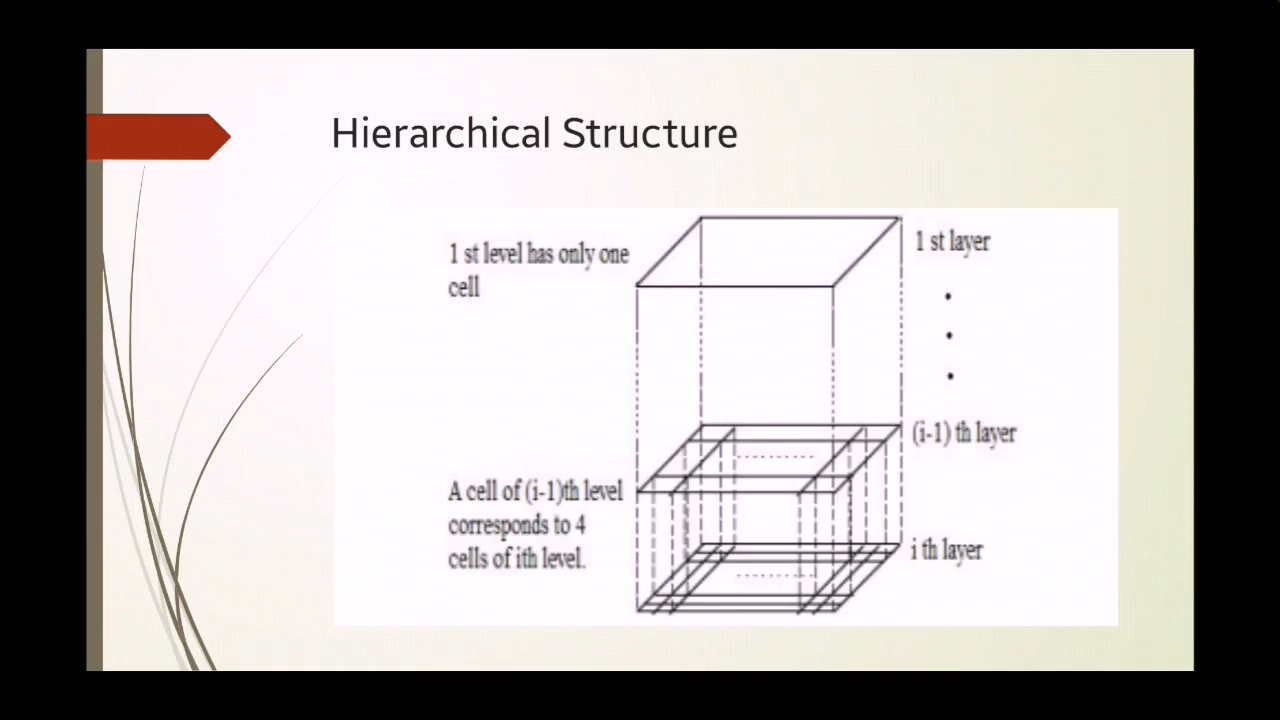 Hierarchical Structure
1 st level has only one
cell
1 st layer
(i-1) th layer
A cell of (i-1)th level
corresponds to 4
cells of ith level.
i th layer